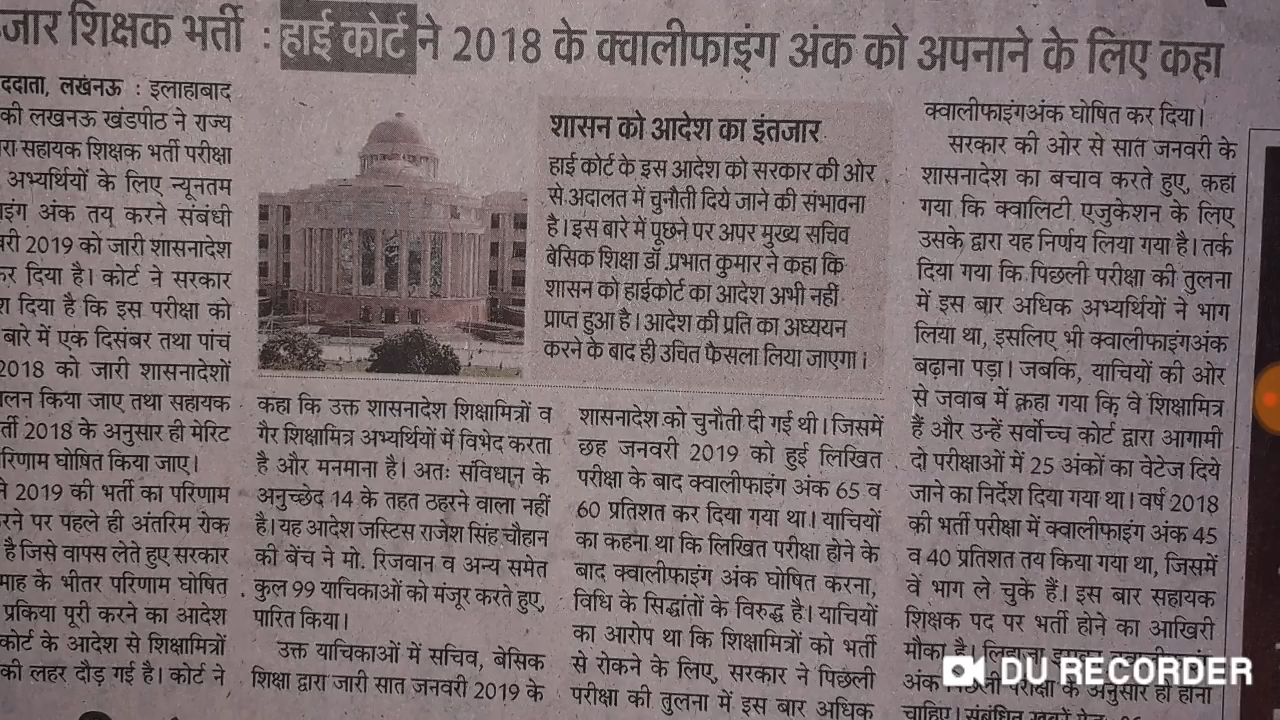 जार शिक्षक भर्ती : हाई कोर्ट ने 2018 के क्वालीफाइंग अंक को अपनाने के लिए कहा
ददाता, लखनऊ : इलाहाबाद
की लखनऊ खंडपीठ ने राज्य
रा सहायक शिक्षक भर्ती परीक्षा
अभ्यर्थियों के लिए न्यूनतम
इंग अंक तय करने संबंधी
वरी 2019 को जारी शासनादेश
कर दिया है। कोर्ट ने सरकार
श दिया है कि इस परीक्षा को
बारे में एक दिसंबर तथा पांच
2018 को जारी शासनादेशों
लन किया जाए तथा सहायक
र्ती 2018 के अनुसार ही मेरिट
रिणाम घोषित किया जाए।
ने 2019 की भर्ती का परिणाम
रने पर पहले ही अंतरिम रोक
है जिसे वापस लेते हुए सरकार
माह के भीतर परिणाम घोषित
प्रकिया पूरी करने का आदेश
कोर्ट के आदेश से शिक्षामित्रों
की लहर दौड़ गई है। कोर्ट ने
शासन को आदेश का इंतजार
हाई कोर्ट के इस आदेश को सरकार की ओर
से अदालत में चुनौती दिये जाने की संभावना
है। इस बारे में पूछने पर अपर मुख्य सचिव
बेसिक शिक्षा डॉ. प्रभात कुमार ने कहा कि
शासन को हाईकोर्ट का आदेश अभी नहीं
प्राप्त हुआ है। आदेश की प्रति का अध्ययन
करने के बाद ही उचित फैसला लिया जाएगा।
कहा कि उक्त शासनादेश शिक्षामित्रों व
गैर शिक्षामित्र अभ्यर्थियों में विभेद करता
है और मनमाना है। अतः संविधान के
अनुच्छेद 14 के तहत ठहरने वाला नहीं
है। यह आदेश जस्टिस राजेश सिंह चौहान
की बेंच ने मो. रिजवान व अन्य समेत
कुल 99 याचिकाओं को मंजूर करते हुए,
पारित किया।
उक्त याचिकाओं में सचिव, बेसिक
शिक्षा द्वारा जारी सात जनवरी 2019 के
शासनादेश को चुनौती दी गई थी। जिसमें
छह जनवरी 2019 को हुई लिखित
परीक्षा के बाद क्वालीफाइंग अंक 65 व
60 प्रतिशत कर दिया गया था। याचियों
का कहना था कि लिखित परीक्षा होने के
बाद क्वालीफाइंग अंक घोषित करना,
विधि के सिद्धांतों के विरुद्ध है। याचियों
का आरोप था कि शिक्षामित्रों को भर्ती
से रोकने के लिए, सरकार ने पिछली
परीक्षा की तुलना में इस बार अधिक
क्वालीफाइंगअंक घोषित कर दिया।
सरकार की ओर से सात जनवरी के
शासनादेश का बचाव करते हुए, कहा
गया कि क्वालिटी एजुकेशन के लिए
उसके द्वारा यह निर्णय लिया गया है। तर्क
दिया गया कि पिछली परीक्षा की तुलना
में इस बार अधिक अभ्यर्थियों ने भाग
लिया था, इसलिए भी क्वालीफाइंगअंक
बढ़ाना पड़ा। जबकि, याचियों की ओर
से जवाब में कहा गया कि वे शिक्षामित्र
हैं और उन्हें सर्वोच्च कोर्ट द्वारा आगामी
दो परीक्षाओं में 25 अंकों का वेटेज दिये
जाने का निर्देश दिया गया था। वर्ष 2018
की भर्ती परीक्षा में क्वालीफाइंग अंक 45
व 40 प्रतिशत तय किया गया था, जिसमें
वें भाग ले चुके हैं। इस बार सहायक
शिक्षक पद पर भर्ती होने का आखिरी
मौका है। लिहाजा
अंक पिछली परीक्षा के अनुसार ही होना
चाहिए।
DU RECORDER